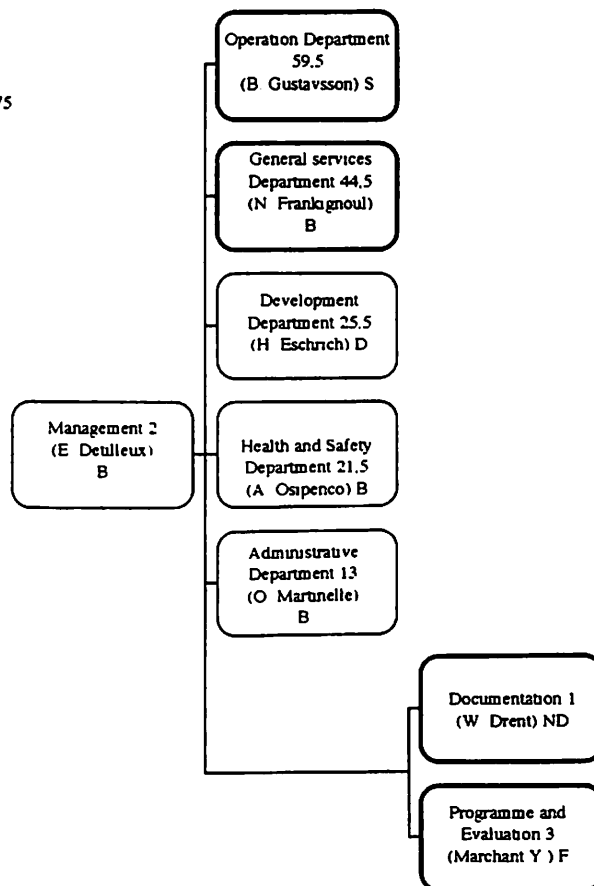 75
Operation Department
59.5
(B. Gustavsson) S
General services
Department 44,5
(N Frankignoul)
B
Development
Department 25.5
(H Eschrich) D
Management 2
(E Detilleux)
B
Health and Safety
Department 21,5
(A Osipenco) B
Administrative
Department 13
(O Martinelle)
B
Documentation 1
(W Drent) ND
Programme and
Evaluation 3
(Marchant Y ) F